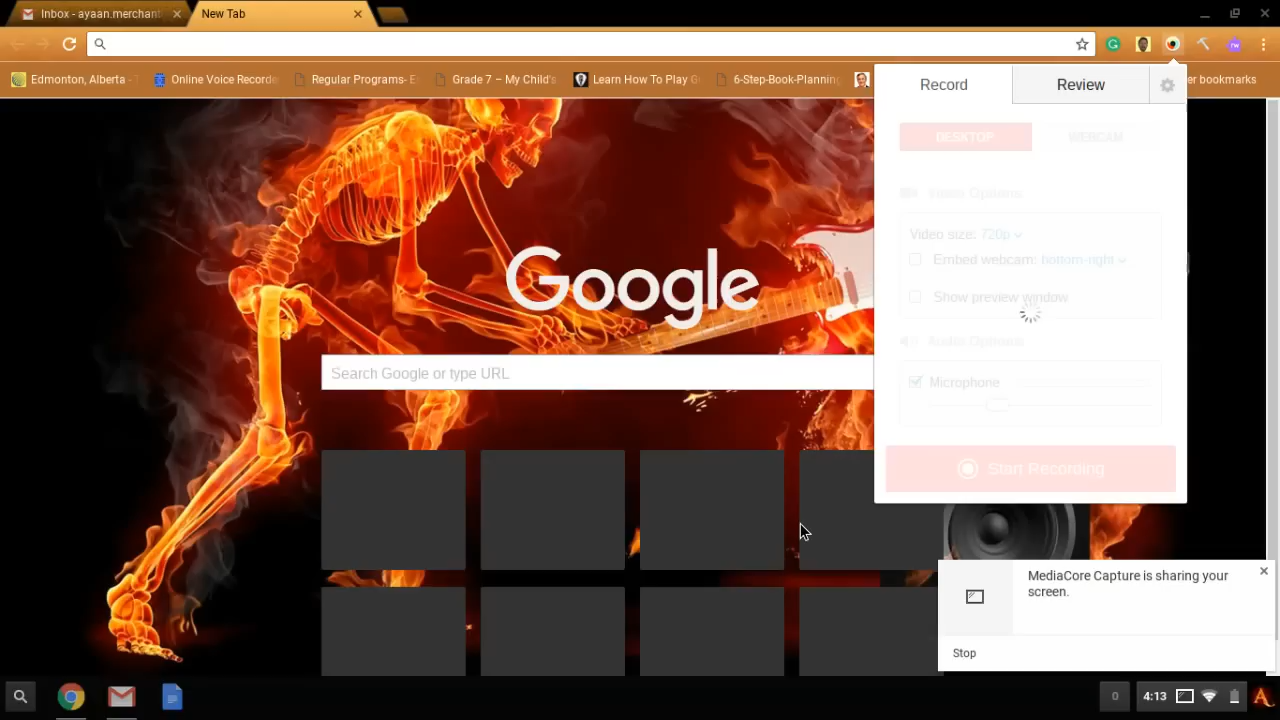 Inbox - ayaan.merchant
New Tab
Edmonton, Alberta -
Online Voice Recorde
Regular Programs- E
Grade 7 – My Child's
Learn How To Play G
6-Step-Book-Planning
er bookmarks
Record
Review
DESKTOP
WEBCAM
Video Options:
Video size: 720p
Embed webcam: bottom-right
Show preview window
Audio Options:
Microphone
Start Recording
Google
Search Google or type URL
MediaCore Capture is sharing your
screen.
Stop
0
4:13